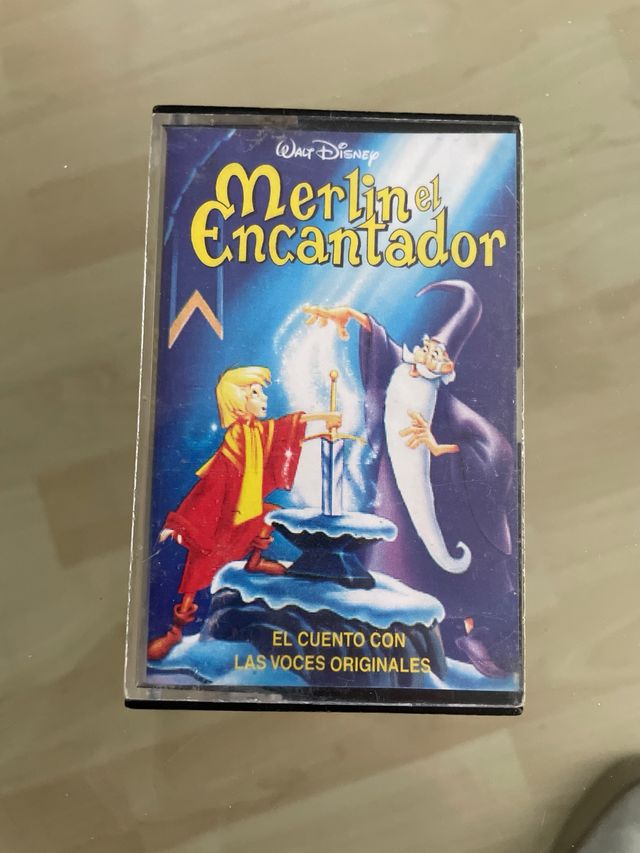 Walt Disney
Merlin el
Encantador
EL CUENTO CON
LAS VOCES ORIGINALES